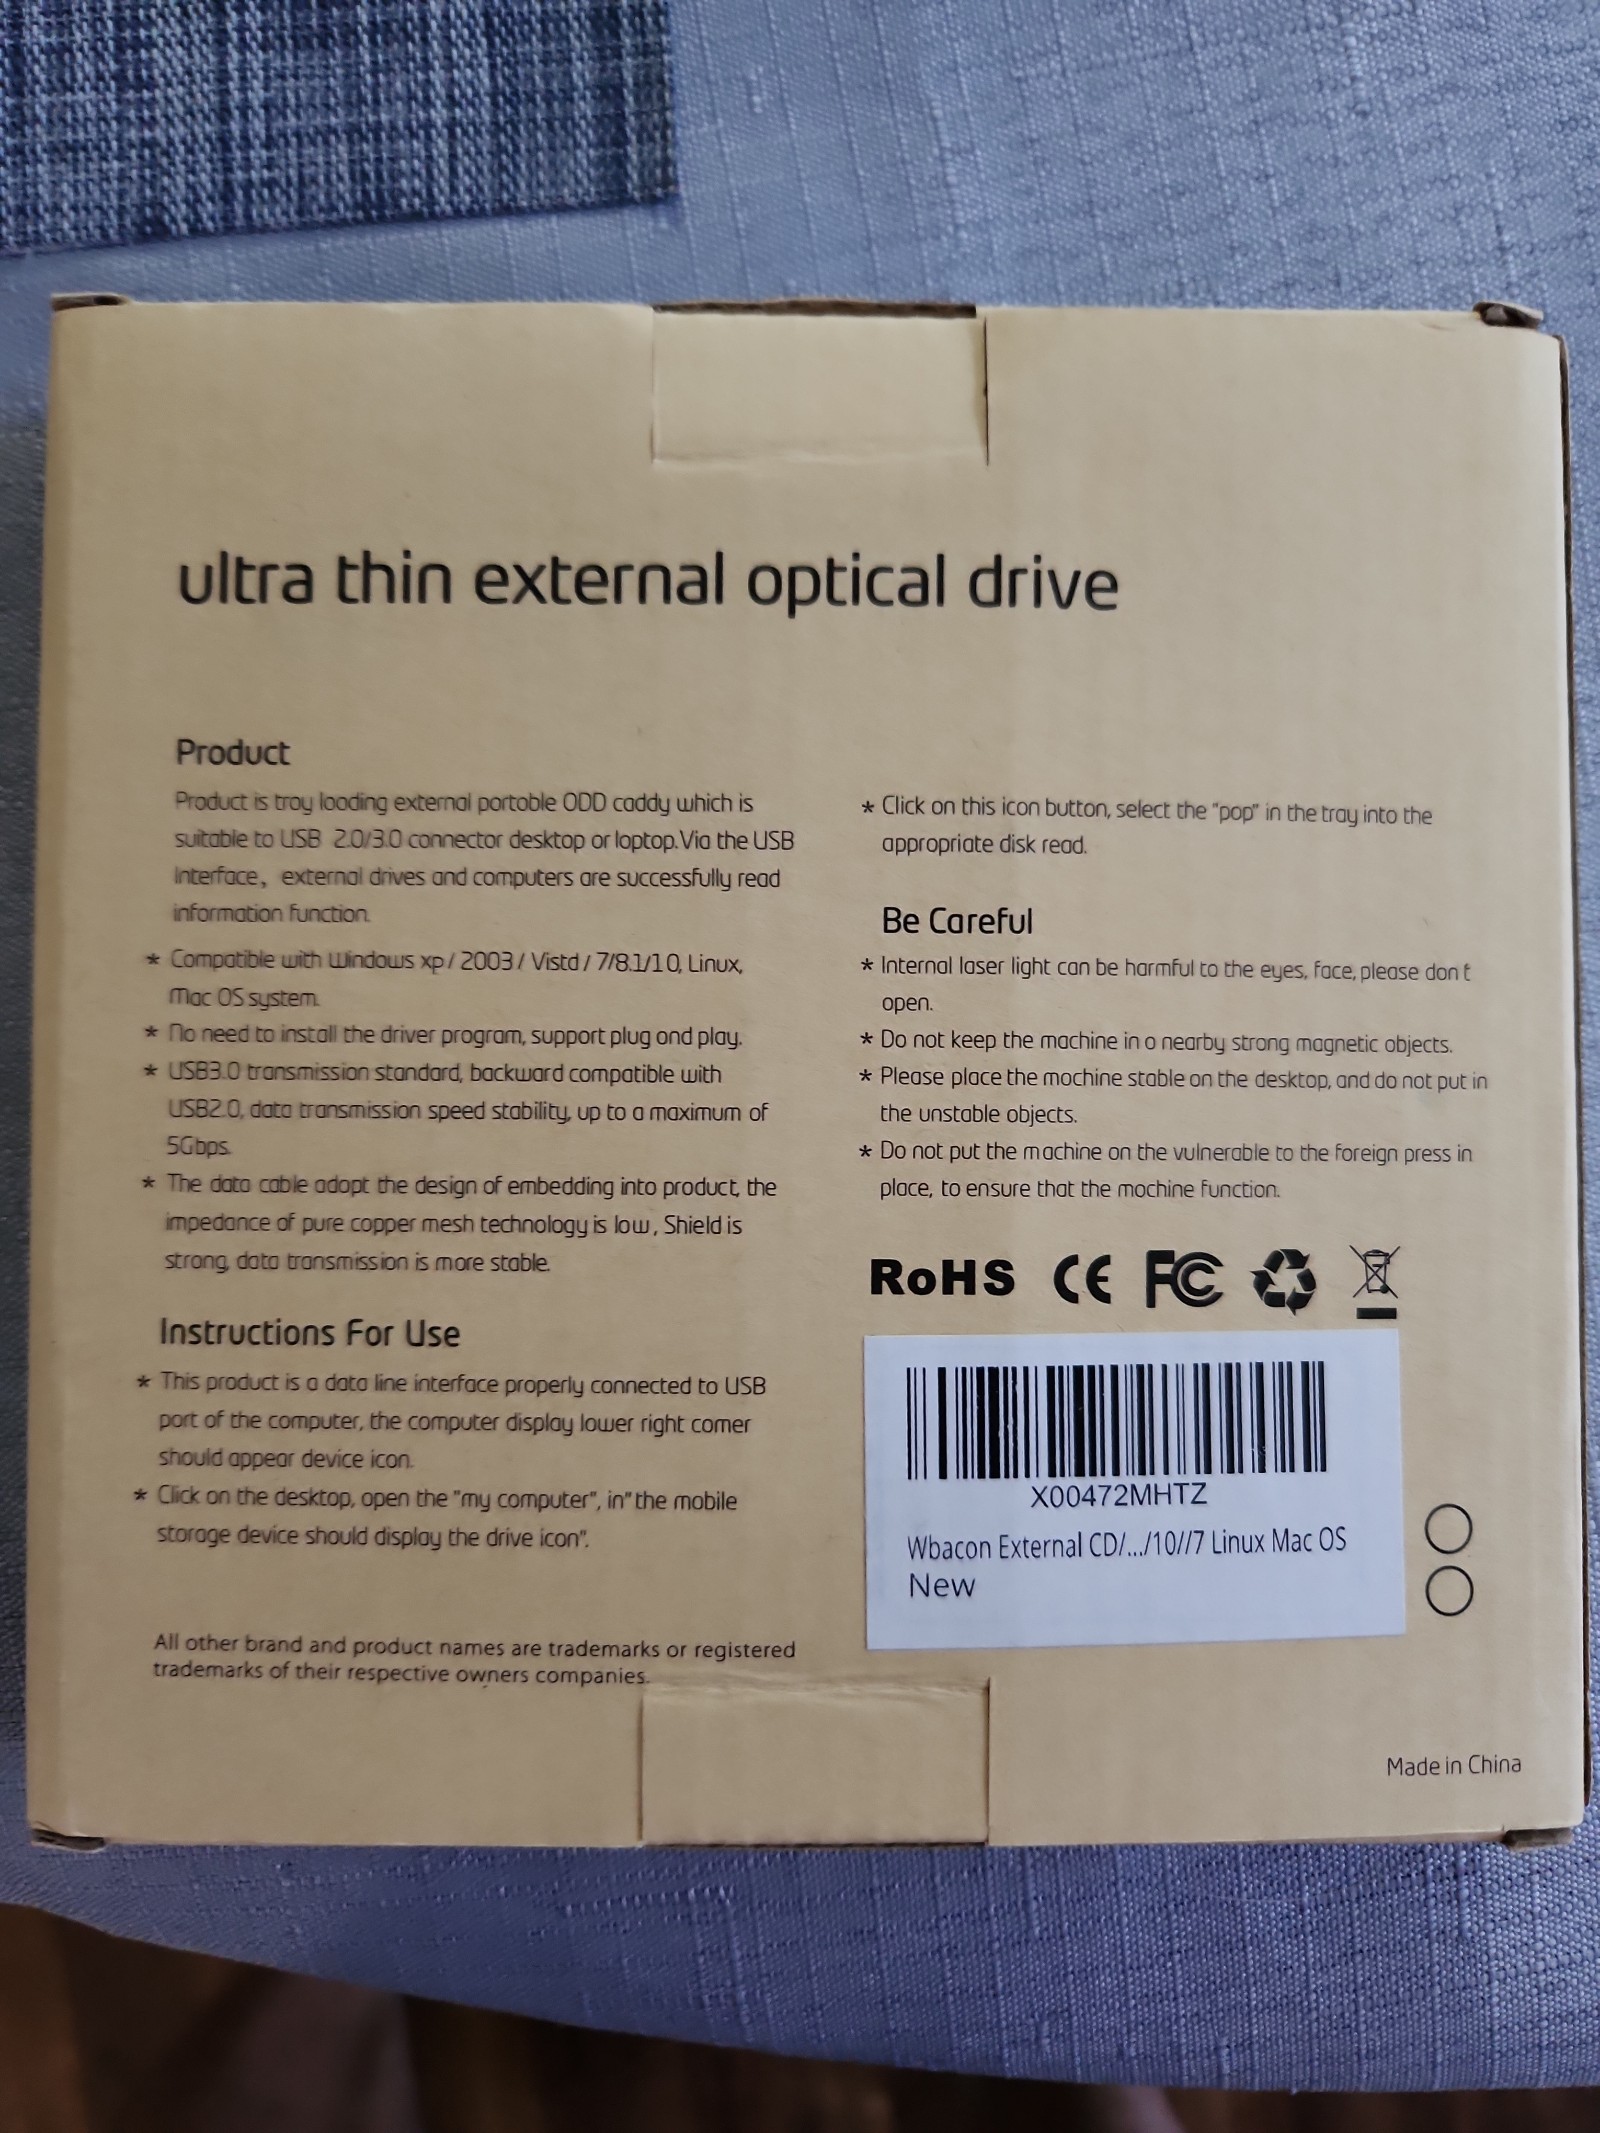 ultra thin external optical drive
Product
Product is tray loading external portable ODD caddy which is
suitable to USB 2.0/3.0 connector desktop or loptop.Via the USB
Interface, external drives and computers are successfully read
information function.
* Compatible with Windows xp / 2003 / Vistd / 7/8.1/10, Linux,
Mac OS system.
* No need to install the driver program, support plug ond play.
* USB3.0 transmission standard, backward compatible with
USB2.0, data transmission speed stability, up to a maximum of
5Gbps.
* The data cable adopt the design of embedding into product, the
impedance of pure copper mesh technology is low, Shield is
strong, data transmission is more stable.
Instructions For Use
* This product is a data line interface properly connected to USB
port of the computer, the computer display lower right comer
should appear device icon.
* Click on the desktop, open the "my computer", in" the mobile
storage device should display the drive icon".
All other brand and product names are trademarks or registered
trademarks of their respective owners companies.
* Click on this icon button, select the "pop" in the tray into the
appropriate disk read.
Be Careful
* Internal laser light can be harmful to the eyes, face, please don t
open.
* Do not keep the machine in o nearby strong magnetic objects.
* Please place the mochine stable on the desktop, and do not put in
the unstable objects.
* Do not put the machine on the vulnerable to the foreign press in
place, to ensure that the mochine function.
RoHS CE FC
X00472MHTZ
Wbacon External CD/.../10//7 Linux Mac OS
New
Made in China